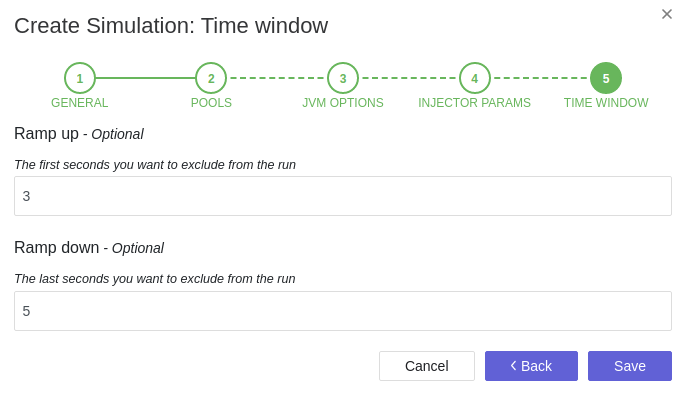 Create Simulation: Time window
×
1 2 3 4 5
GENERAL POOLS JVM OPTIONS INJECTOR PARAMS TIME WINDOW
Ramp up - Optional
The first seconds you want to exclude from the run
3
Ramp down - Optional
The last seconds you want to exclude from the run
5
Cancel Back Save